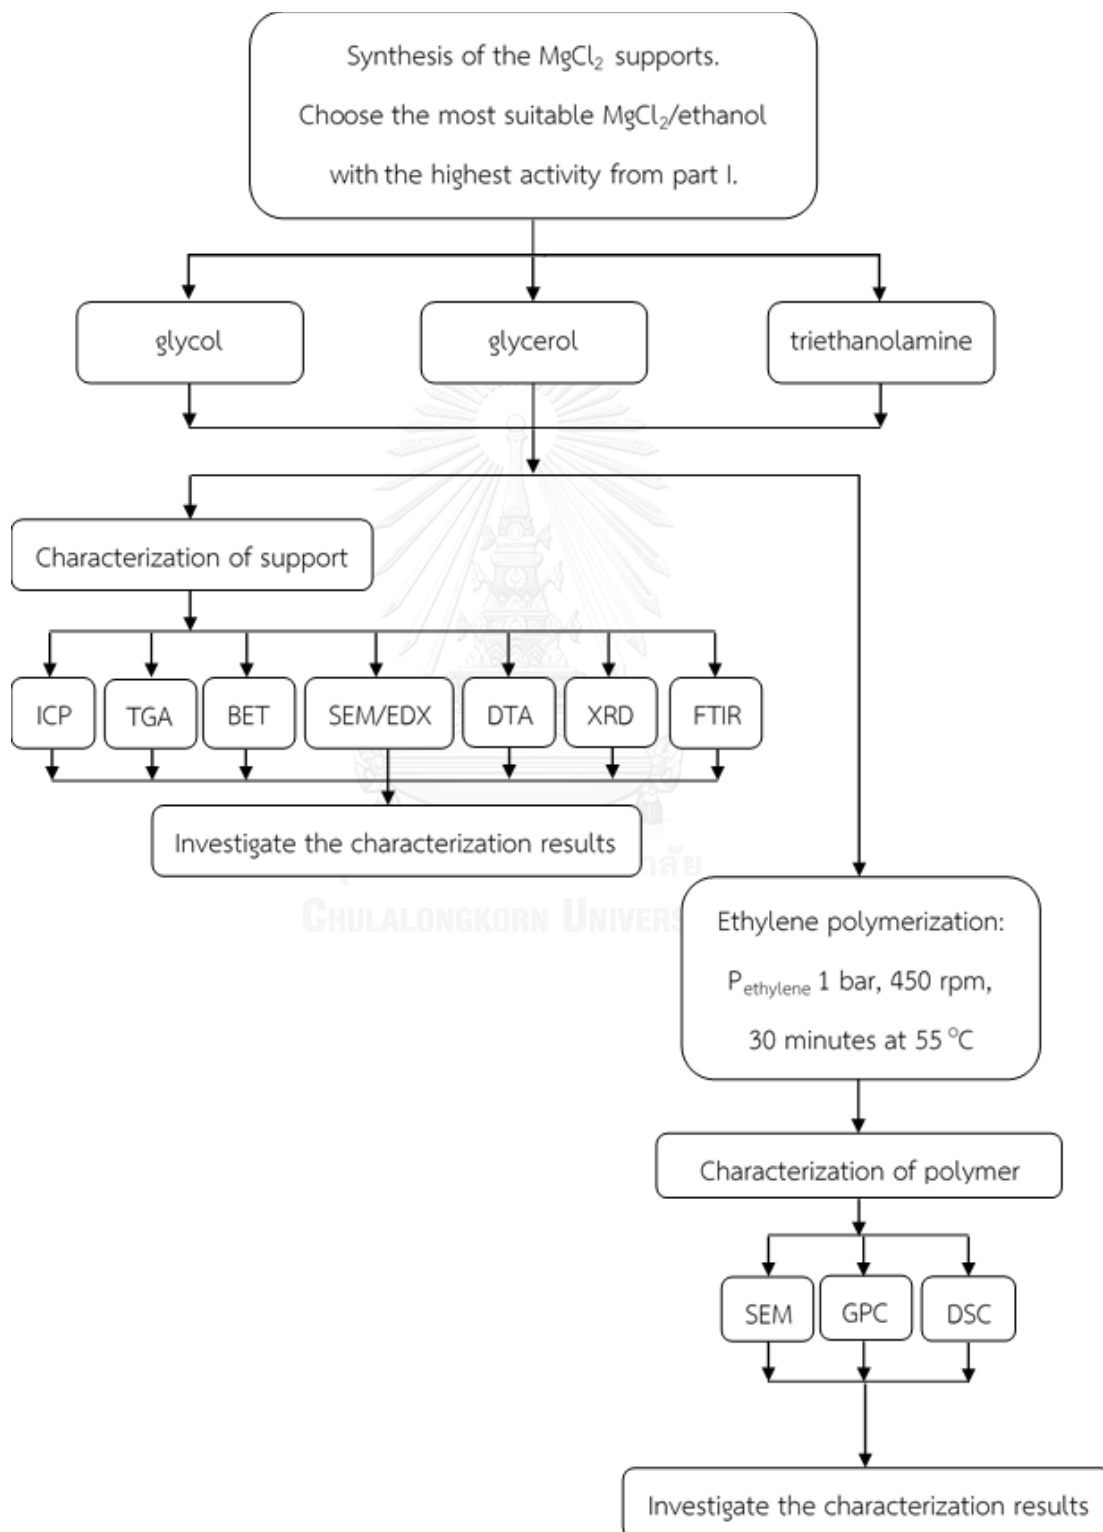 Synthesis of the MgCl₂ supports.
Choose the most suitable MgCl₂/ethanol
with the highest activity from part I.
glycol
glycerol
triethanolamine
Characterization of support
ICP
TGA
BET
SEM/EDX
DTA
XRD
FTIR
Investigate the characterization results
CHULALONGKORN UNIVERS
Ethylene polymerization:
P_ethylene 1 bar, 450 rpm,
30 minutes at 55 °C
Characterization of polymer
SEM
GPC
DSC
Investigate the characterization results